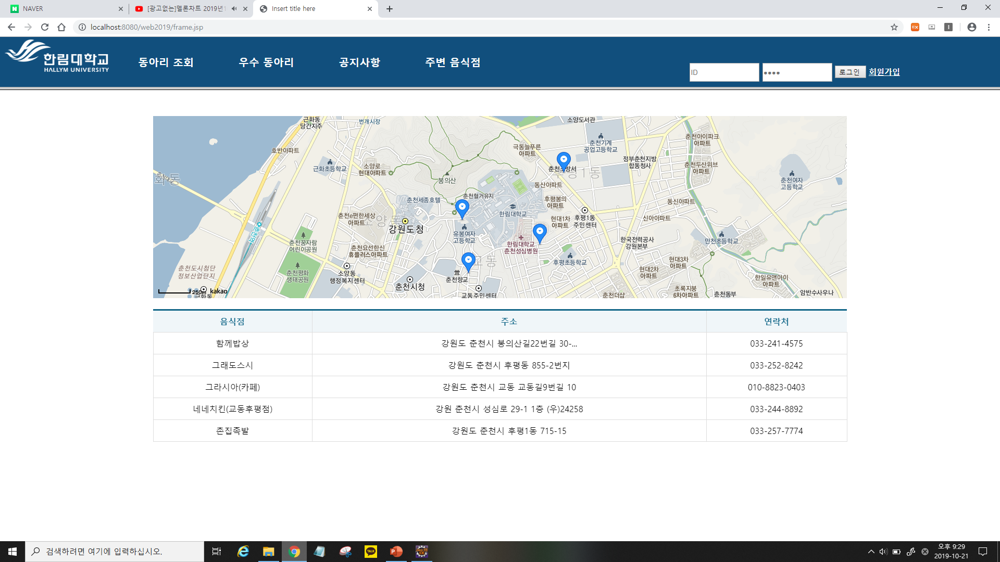 NAVER
[광고없는]멜론차트 2019년
Insert title here
localhost:8080/web2019/frame.jsp
한림대학교
HALLYM UNIVERSITY
동아리 조회
우수 동아리
공지사항
주변 음식점
ID
로그인
회원가입
근화동
당간지주
번개시장
소양도서관
춘천기계
공업고등학교
춘천아이파크
아파트
호반아파트
극동늘푸른
아파트
정부춘천지방
합동청사
춘천두산위브
아파트
근화초등학교
소양로
현대아파트
봉의산
후평1동
춘천여자
고등학교
동산아파트
춘천세종호텔
춘천혈거유지
후평봉의
아파트
동신아파트
한림대학교
춘천e편한세상
아파트
현대1차
아파트
후평1동
주민센터
신아아파트
강원도청
유봉여자
고등학교
춘천역
춘천꿈자람
어린이공원
춘천요선한신
휴플러스아파트
한림대학교
춘천성심병원
한국전력공사
강원본부
만천초등학교
후평초등학교
교동
현대3차
아파트
춘천도시첨단
정보산업단지
춘천평화
생태공원
소양동
행정복지센터
춘천향교
현대2차
아파트
한일유앤아이
아파트
춘천시청
교동주민센터
춘천더샵
초록지붕
6차아파트
춘천동부
암반수사우나
250m
kakao
근화동
음식점 주소 연락처
함께밥상 강원도 춘천시 봉의산길22번길 30-... 033-241-4575
그래도스시 강원도 춘천시 후평동 855-2번지 033-252-8242
그라시아(카페) 강원도 춘천시 교동 교동길9번길 10 010-8823-0403
네네치킨(교동후평점) 강원 춘천시 성심로 29-1 1층 (우)24258 033-244-8892
촌집족발 강원도 춘천시 후평1동 715-15 033-257-7774
검색하려면 여기에 입력하십시오.
TALK
오후 9:29
2019-10-21